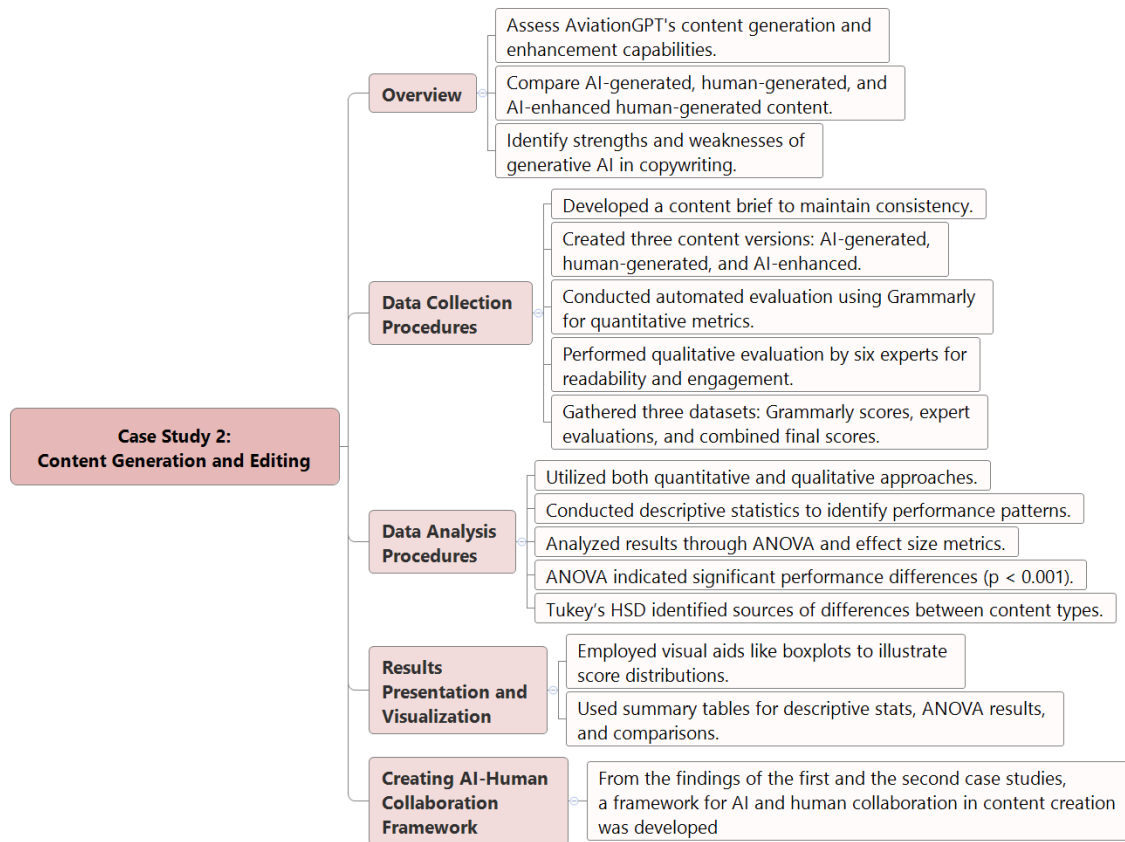 Case Study 2:
Content Generation and Editing
Overview
Assess AviationGPT's content generation and
enhancement capabilities.
Compare AI-generated, human-generated, and
AI-enhanced human-generated content.
Identify strengths and weaknesses of
generative AI in copywriting.
Data Collection
Procedures
Developed a content brief to maintain consistency.
Created three content versions: AI-generated,
human-generated, and AI-enhanced.
Conducted automated evaluation using Grammarly
for quantitative metrics.
Performed qualitative evaluation by six experts for
readability and engagement.
Gathered three datasets: Grammarly scores, expert
evaluations, and combined final scores.
Data Analysis
Procedures
Utilized both quantitative and qualitative approaches.
Conducted descriptive statistics to identify performance patterns.
Analyzed results through ANOVA and effect size metrics.
ANOVA indicated significant performance differences (p < 0.001).
Tukey’s HSD identified sources of differences between content types.
Results
Presentation and
Visualization
Employed visual aids like boxplots to illustrate
score distributions.
Used summary tables for descriptive stats, ANOVA results,
and comparisons.
Creating AI-Human
Collaboration
Framework
From the findings of the first and the second case studies,
a framework for AI and human collaboration in content creation
was developed